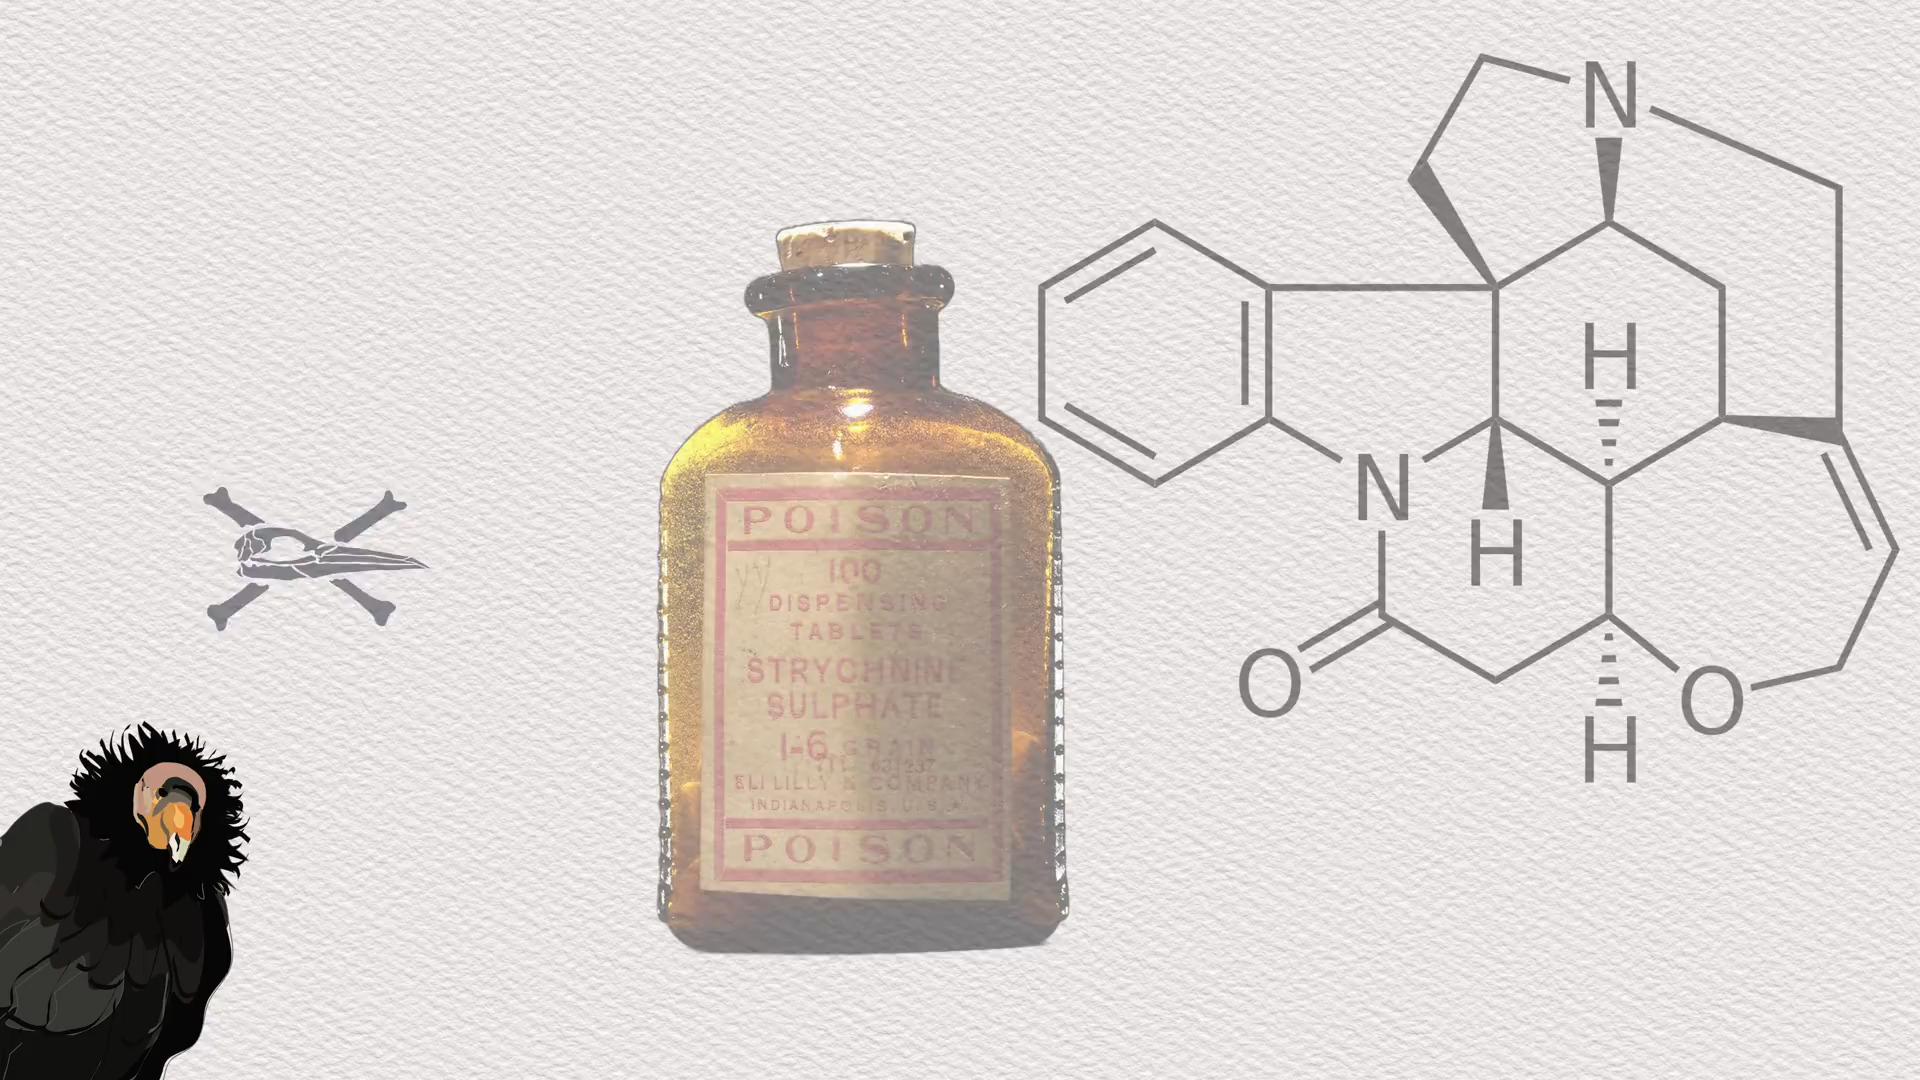 POISON
100
DISPENSING
TABLETS
STRYCHNINE
SULPHATE
1-6 GRAIN
ELI LILLY & COMPANY
INDIANAPOLIS, U.S.A.
POISON
N
H
N
H
O
O
H